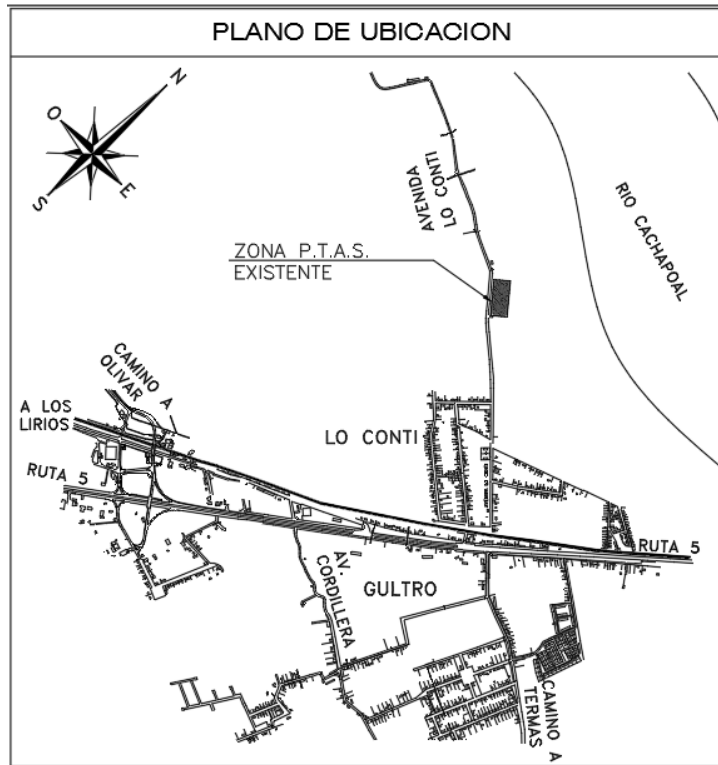 PLANO DE UBICACION
N
O
E
S
AVENIDA
LO CONTI
RIO CACHAPOAL
ZONA P.T.A.S.
EXISTENTE
CAMINO A
OLIVAR
A LOS
LIRIOS
LO CONTI
RUTA 5
RUTA 5
AV.
CORDILLERA
GULTRO
CAMINO A
TERMAS